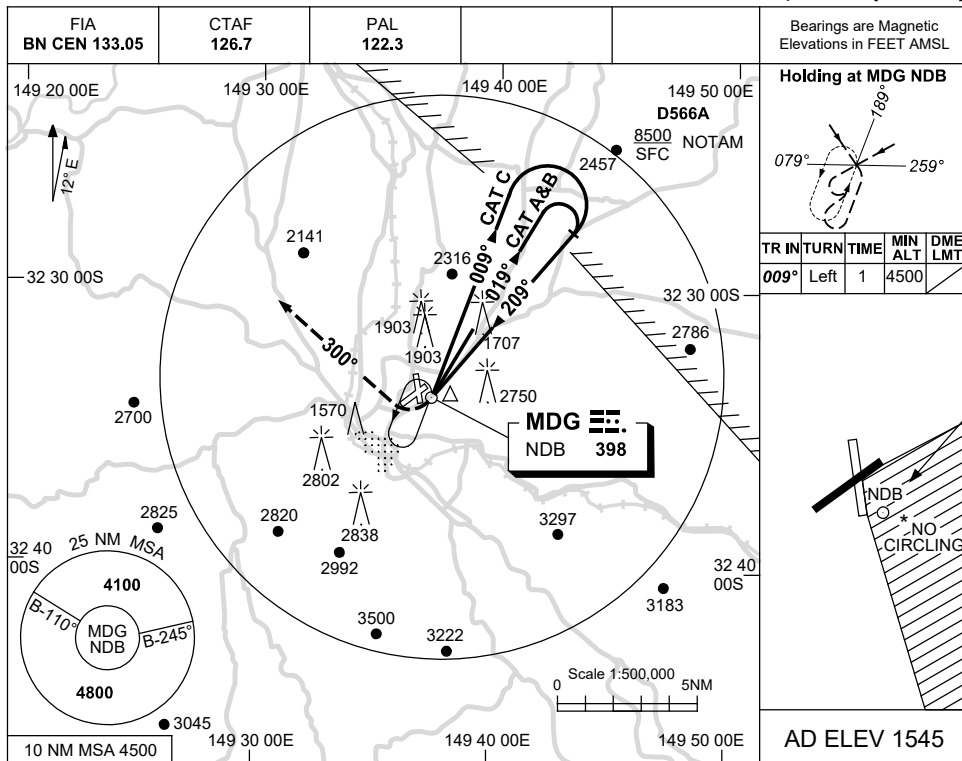 FIA
BN CEN 133.05
CTAF
126.7
PAL
122.3
Bearings are Magnetic
Elevations in FEET AMSL
149 20 00E
149 30 00E
149 40 00E
149 50 00E
12° E
D566A
8500
SFC
NOTAM
2457
CAT C
CAT A&B
2141
2316
009°
019°
209°
32 30 00S
32 30 00S
1903
1903
1707
2786
300°
2700
1570
2750
MDG
NDB 398
2802
2838
2825
2820
2992
3297
32 40
00S
32 40
00S
3183
3500
3222
25 NM MSA
4100
B-110°
MDG
NDB
B-245°
4800
3045
10 NM MSA 4500
Scale 1:500,000
0
5NM
149 30 00E
149 40 00E
149 50 00E
Holding at MDG NDB
189°
079°
259°
TR IN TURN TIME MIN ALT DME LMT
009° Left 1 4500
NDB
* NO
CIRCLING
AD ELEV 1545